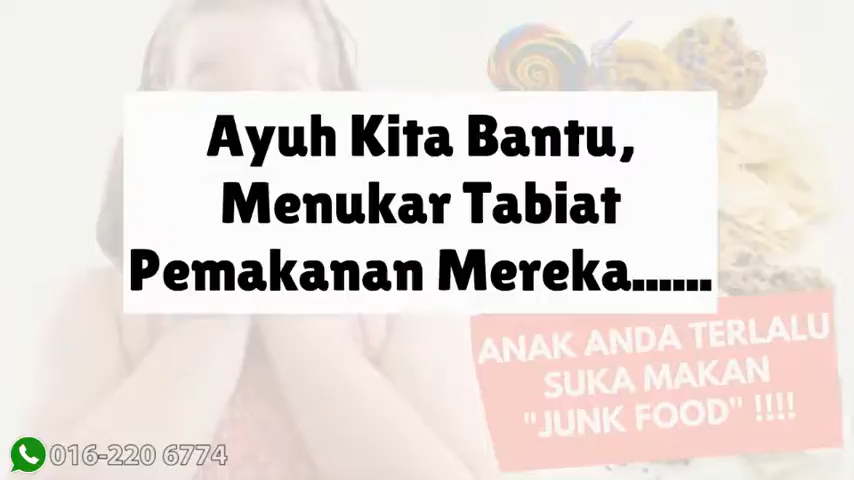 Ayuh Kita Bantu,
Menukar Tabiat
Pemakanan Mereka......
ANAK ANDA TERLALU
SUKA MAKAN
"JUNK FOOD" !!!!
016-220 6774